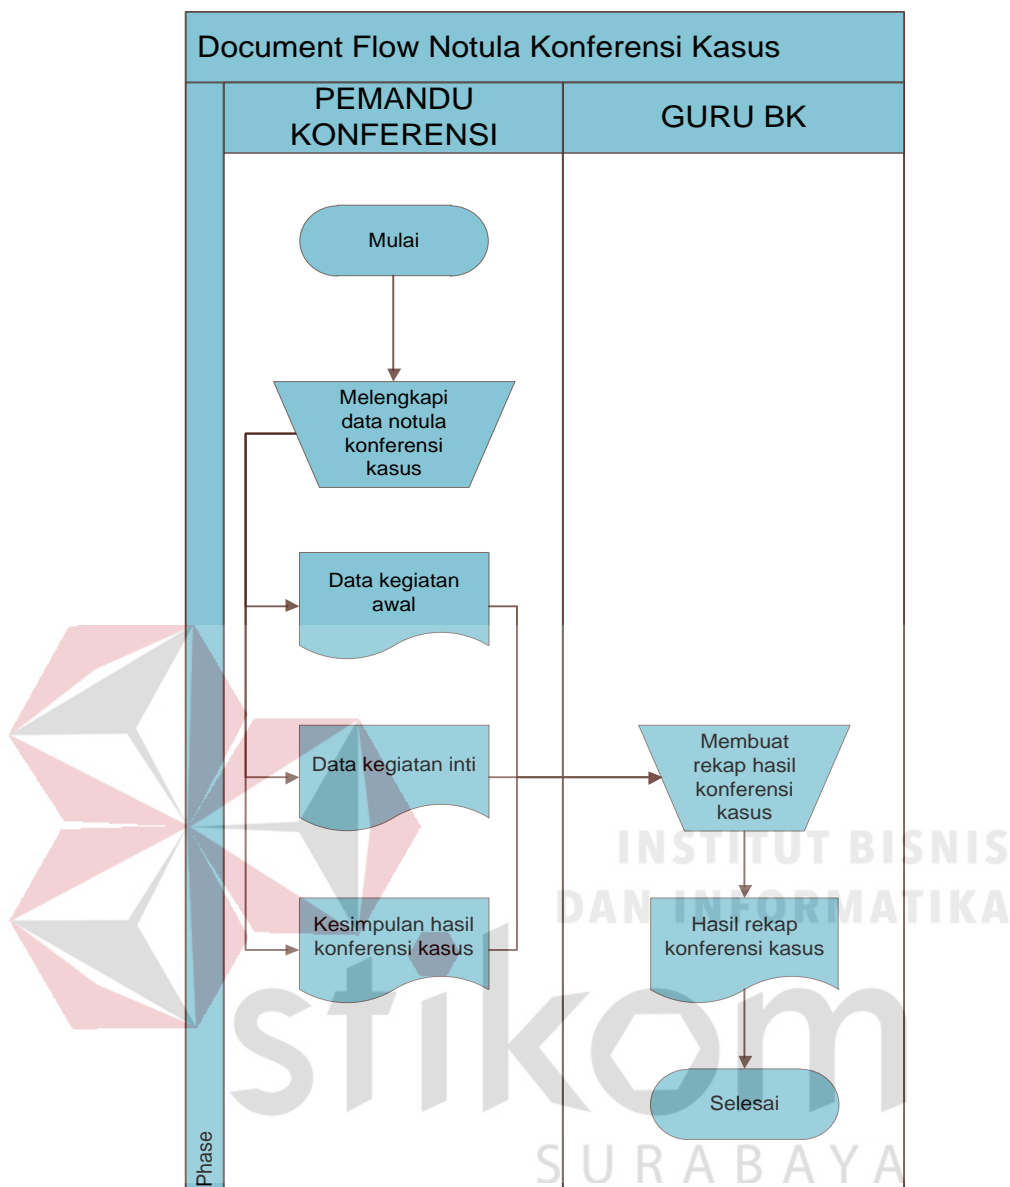 Document Flow Notula Konferensi Kasus
PEMANDU
KONFERENSI
GURU BK
Mulai
Melengkapi
data notula
konferensi
kasus
Data kegiatan
awal
Data kegiatan inti
Membuat
rekap hasil
konferensi
kasus
Kesimpulan hasil
konferensi kasus
Hasil rekap
konferensi kasus
Selesai
Phase
INSTITUT BISNIS
DAN INFORMATIKA
stikom
SURABAYA